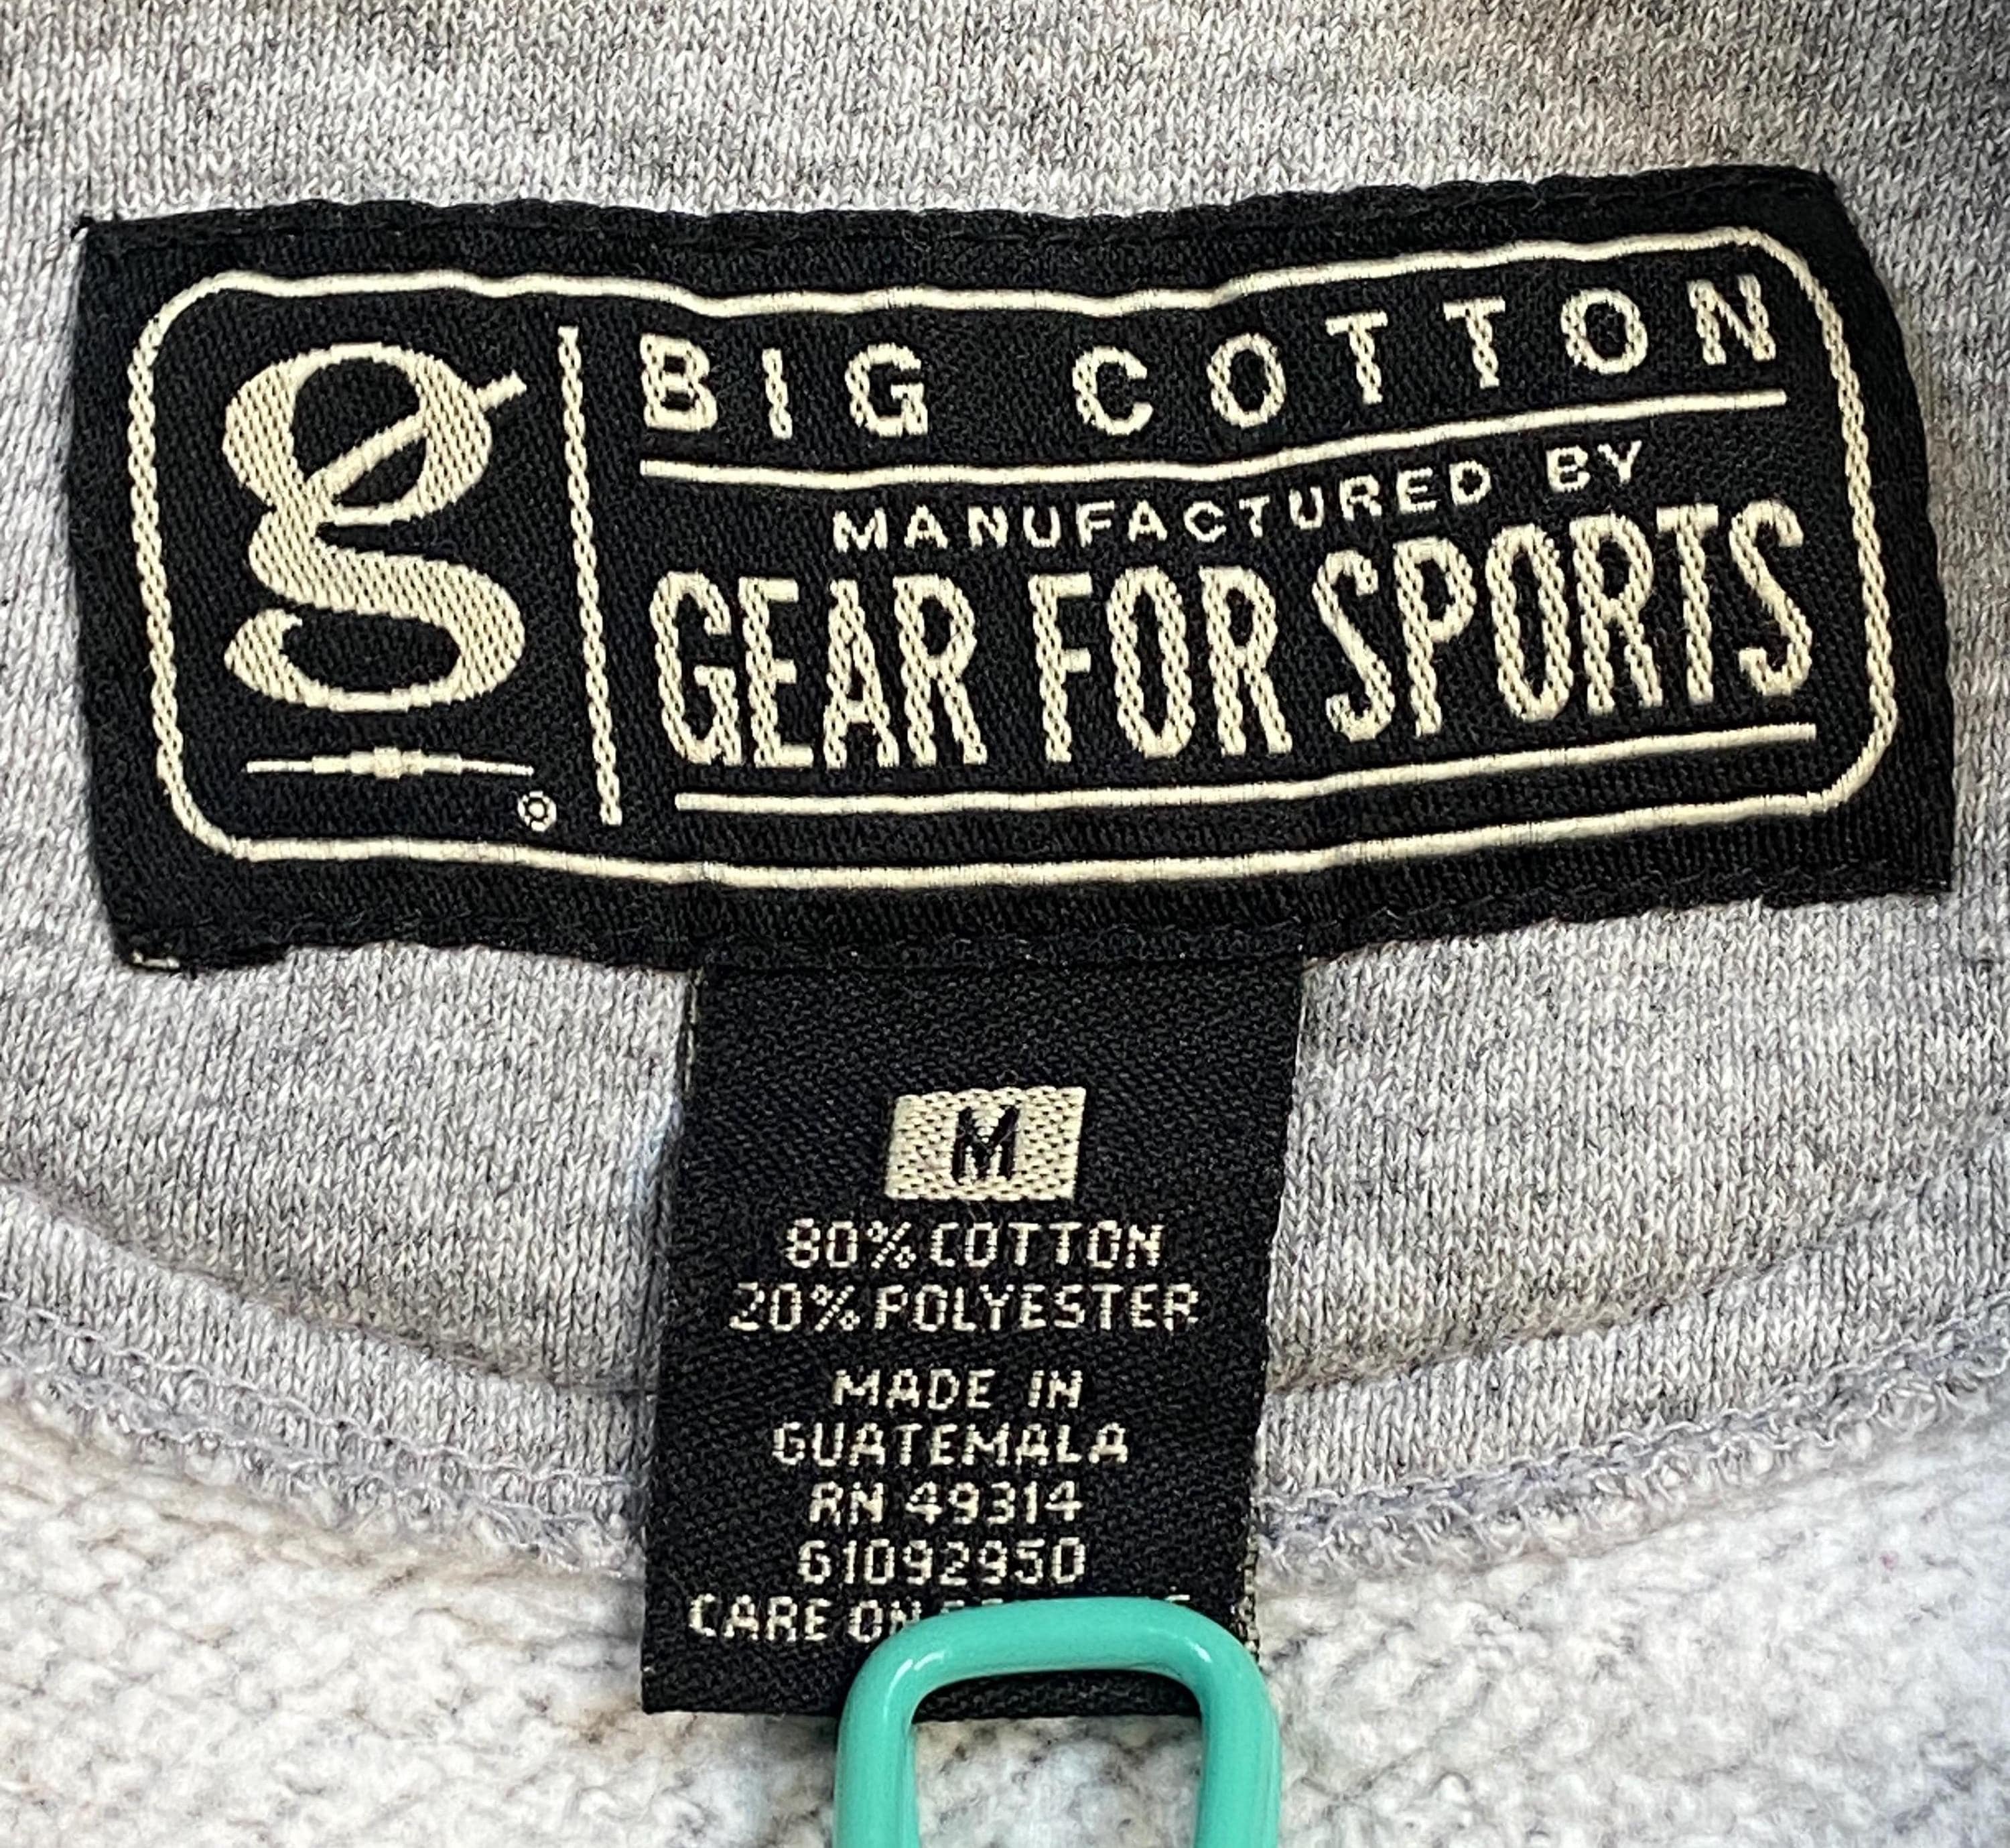 g
BIG COTTON
MANUFACTURED BY
GEAR FOR SPORTS
®
M
80% COTTON
20% POLYESTER
MADE IN
GUATEMALA
RN 49314
61092950
CARE ON